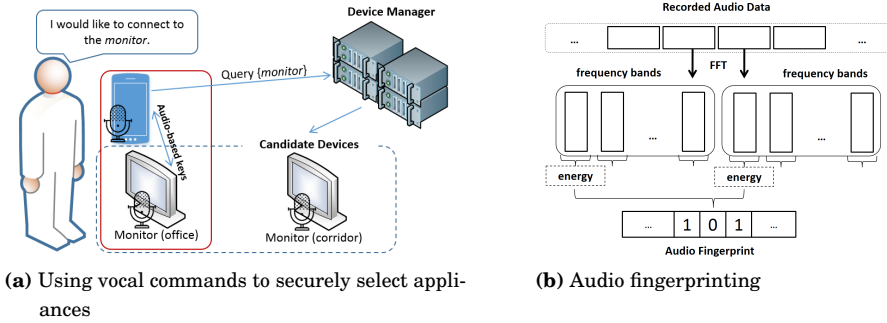 I would like to connect to
the monitor.
Device Manager
Query {monitor}
Audio-based keys
Candidate Devices
Monitor (office)
Monitor (corridor)
(a) Using vocal commands to securely select appli-
ances
Recorded Audio Data
...
...
FFT
frequency bands
frequency bands
...
...
energy
energy
... 1 0 1 ...
Audio Fingerprint
(b) Audio fingerprinting